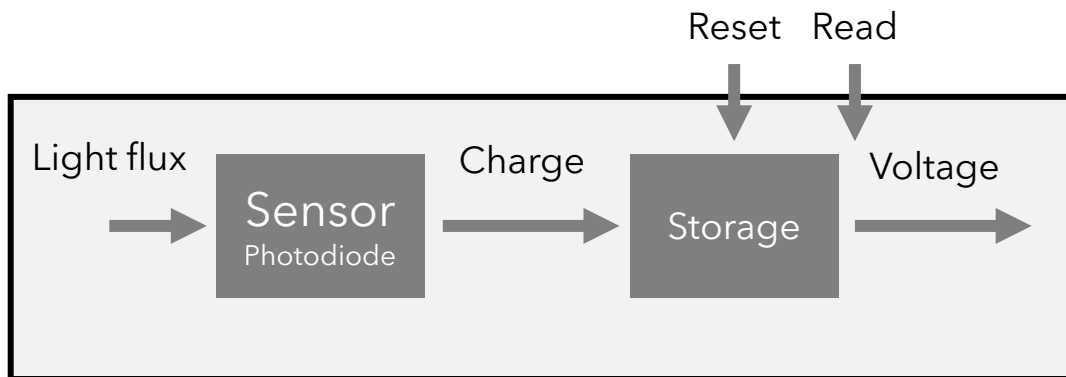 Reset Read
Light flux
Charge
Voltage
Sensor
Photodiode
Storage